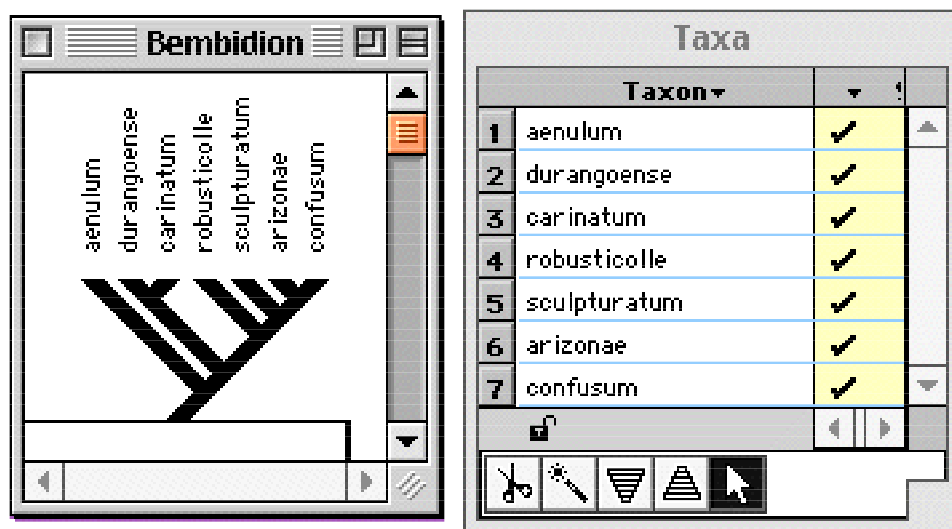 Bembidion
aenulum
durangoense
carinatum
robusticolle
sculpturatum
arizonae
confusum
Taxa
Taxon
1 aenulum
2 durangoense
3 carinatum
4 robusticolle
5 sculpturatum
6 arizonae
7 confusum